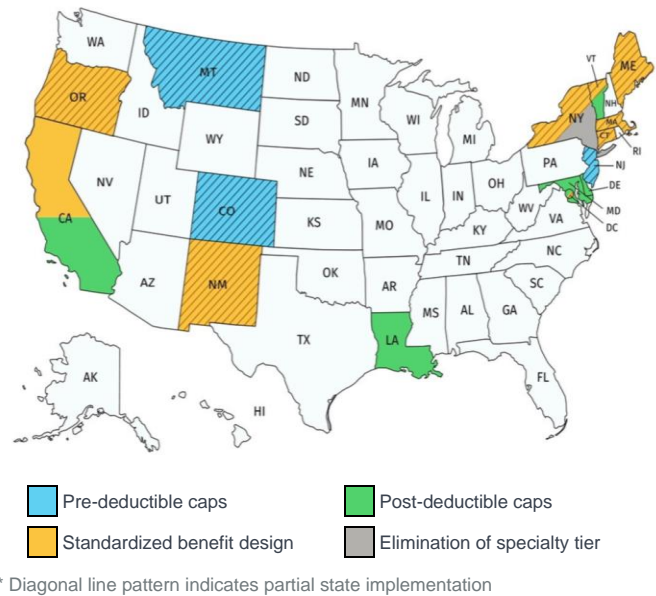 WA
VT
ME
MT
ND
OR
MN
NH
ID
SD
WI
NY
MA
WY
MI
CT
RI
IA
PA
NJ
NE
NV
OH
DE
UT
IL
IN
CO
MD
CA
KS
MO
WV
VA
DC
KY
NC
TN
AZ
NM
OK
AR
SC
MS
AL
GA
TX
LA
AK
FL
HI
Pre-deductible caps
Post-deductible caps
Standardized benefit design
Elimination of specialty tier
* Diagonal line pattern indicates partial state implementation